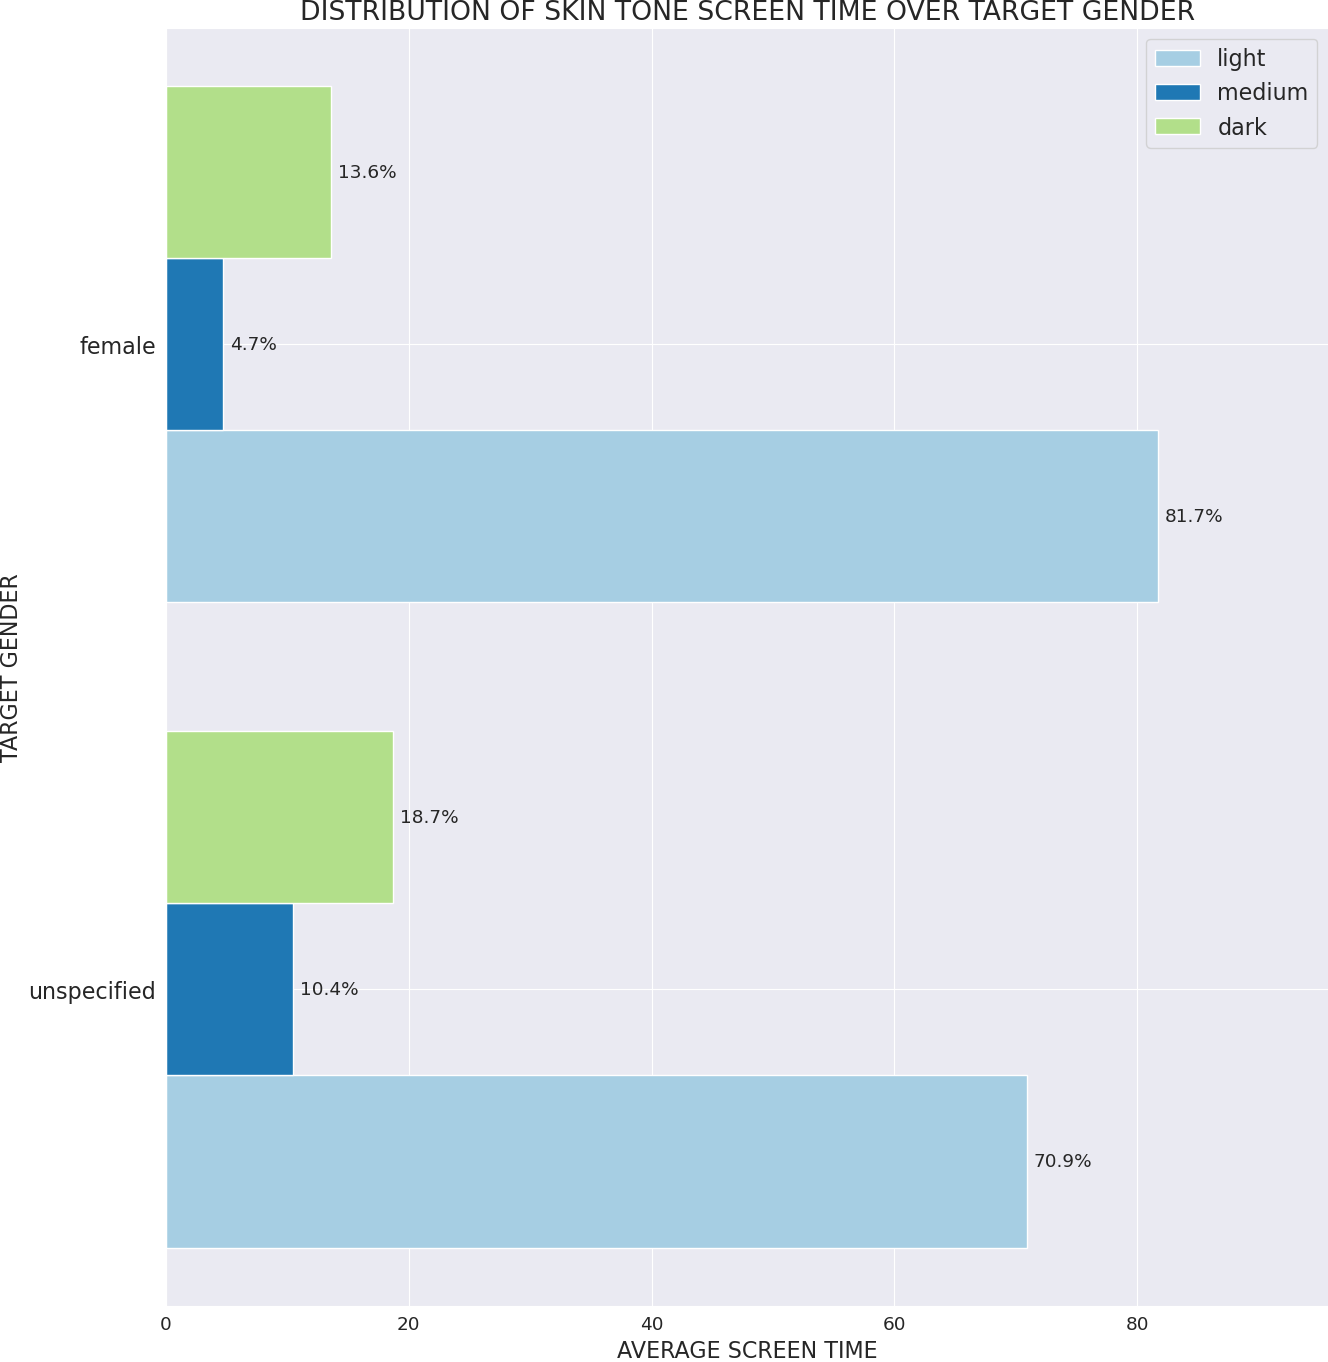 DISTRIBUTION OF SKIN TONE SCREEN TIME OVER TARGET GENDER
light
medium
dark
13.6%
female
4.7%
81.7%
TARGET GENDER
18.7%
unspecified
10.4%
70.9%
0 20 40 60 80
AVERAGE SCREEN TIME